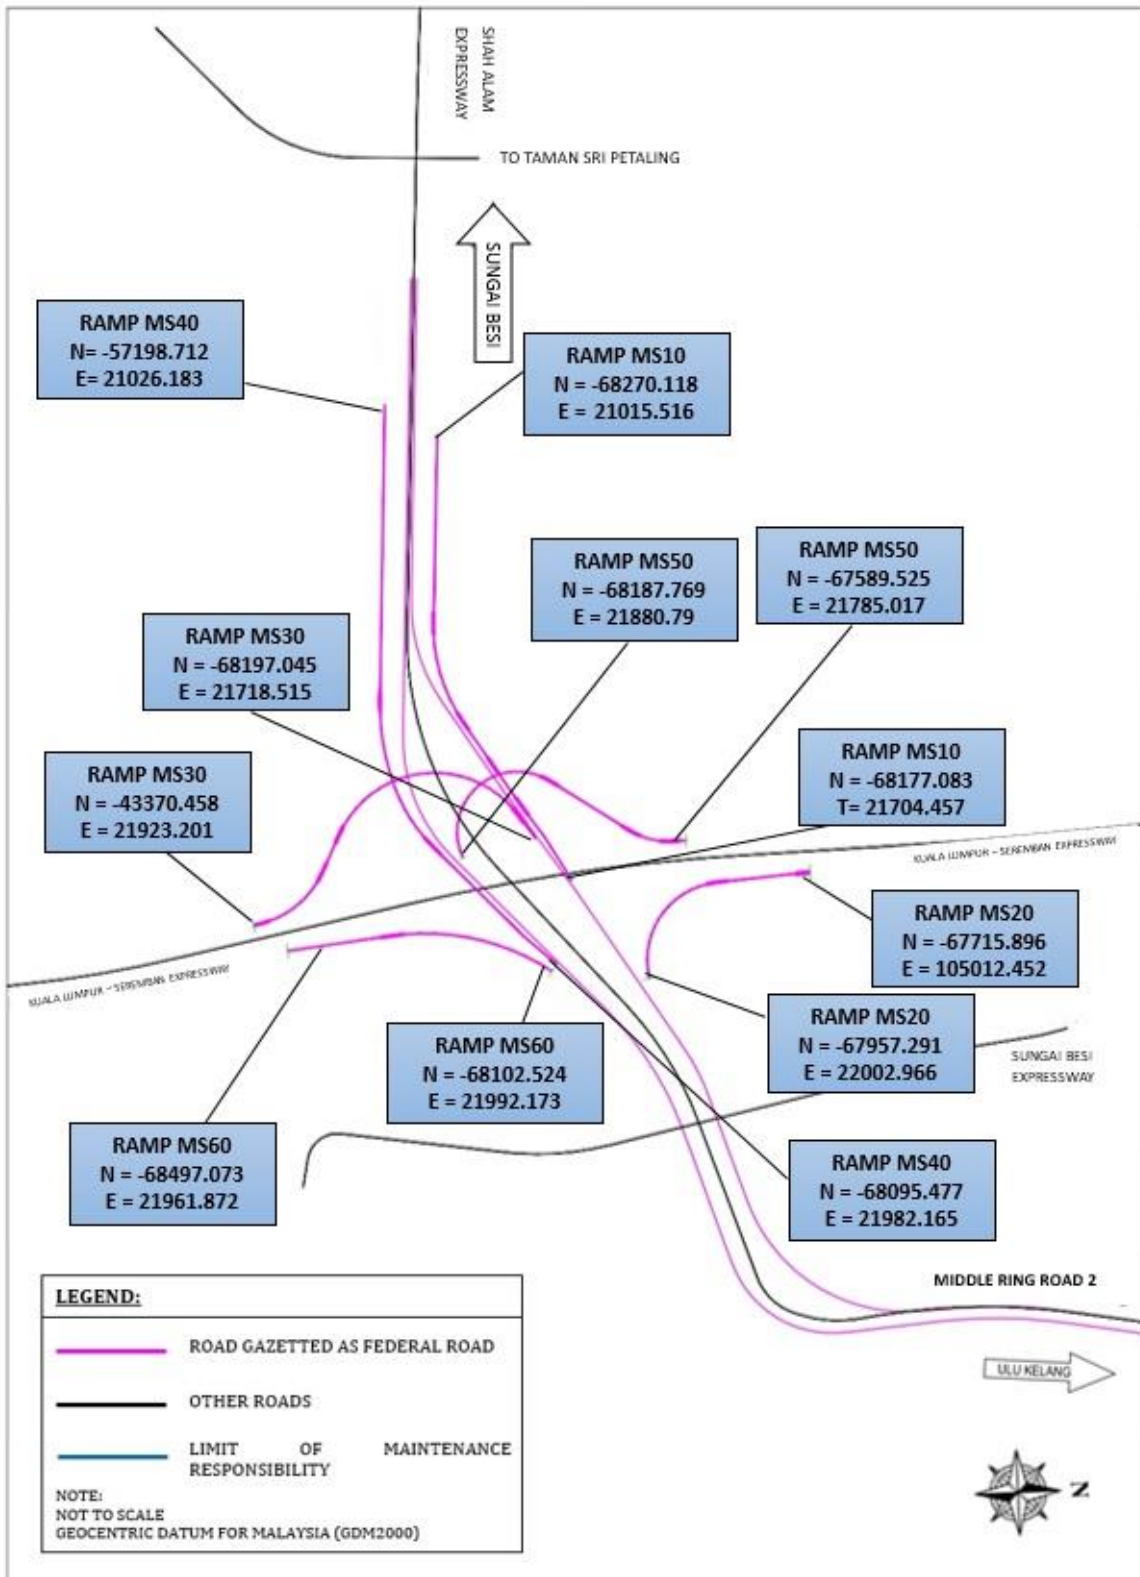 SHAH ALAM
EXPRESSWAY
TO TAMAN SRI PETALING
SUNGAI BESI
RAMP MS40
N= -57198.712
E= 21026.183
RAMP MS10
N = -68270.118
E = 21015.516
RAMP MS50
N = -68187.769
E = 21880.79
RAMP MS50
N = -67589.525
E = 21785.017
RAMP MS30
N = -68197.045
E = 21718.515
RAMP MS10
N = -68177.083
T= 21704.457
RAMP MS30
N = -43370.458
E = 21923.201
KUALA LUMPUR – SEREMBAN EXPRESSWAY
RAMP MS20
N = -67715.896
E = 105012.452
KUALA LUMPUR – SEREMBAN EXPRESSWAY
RAMP MS20
N = -67957.291
E = 22002.966
RAMP MS60
N = -68102.524
E = 21992.173
SUNGAI BESI
EXPRESSWAY
RAMP MS60
N = -68497.073
E = 21961.872
RAMP MS40
N = -68095.477
E = 21982.165
MIDDLE RING ROAD 2
ULU KELANG
N
LEGEND:
ROAD GAZETTED AS FEDERAL ROAD
OTHER ROADS
LIMIT OF MAINTENANCE
RESPONSIBILITY
NOTE:
NOT TO SCALE
GEOCENTRIC DATUM FOR MALAYSIA (GDM2000)